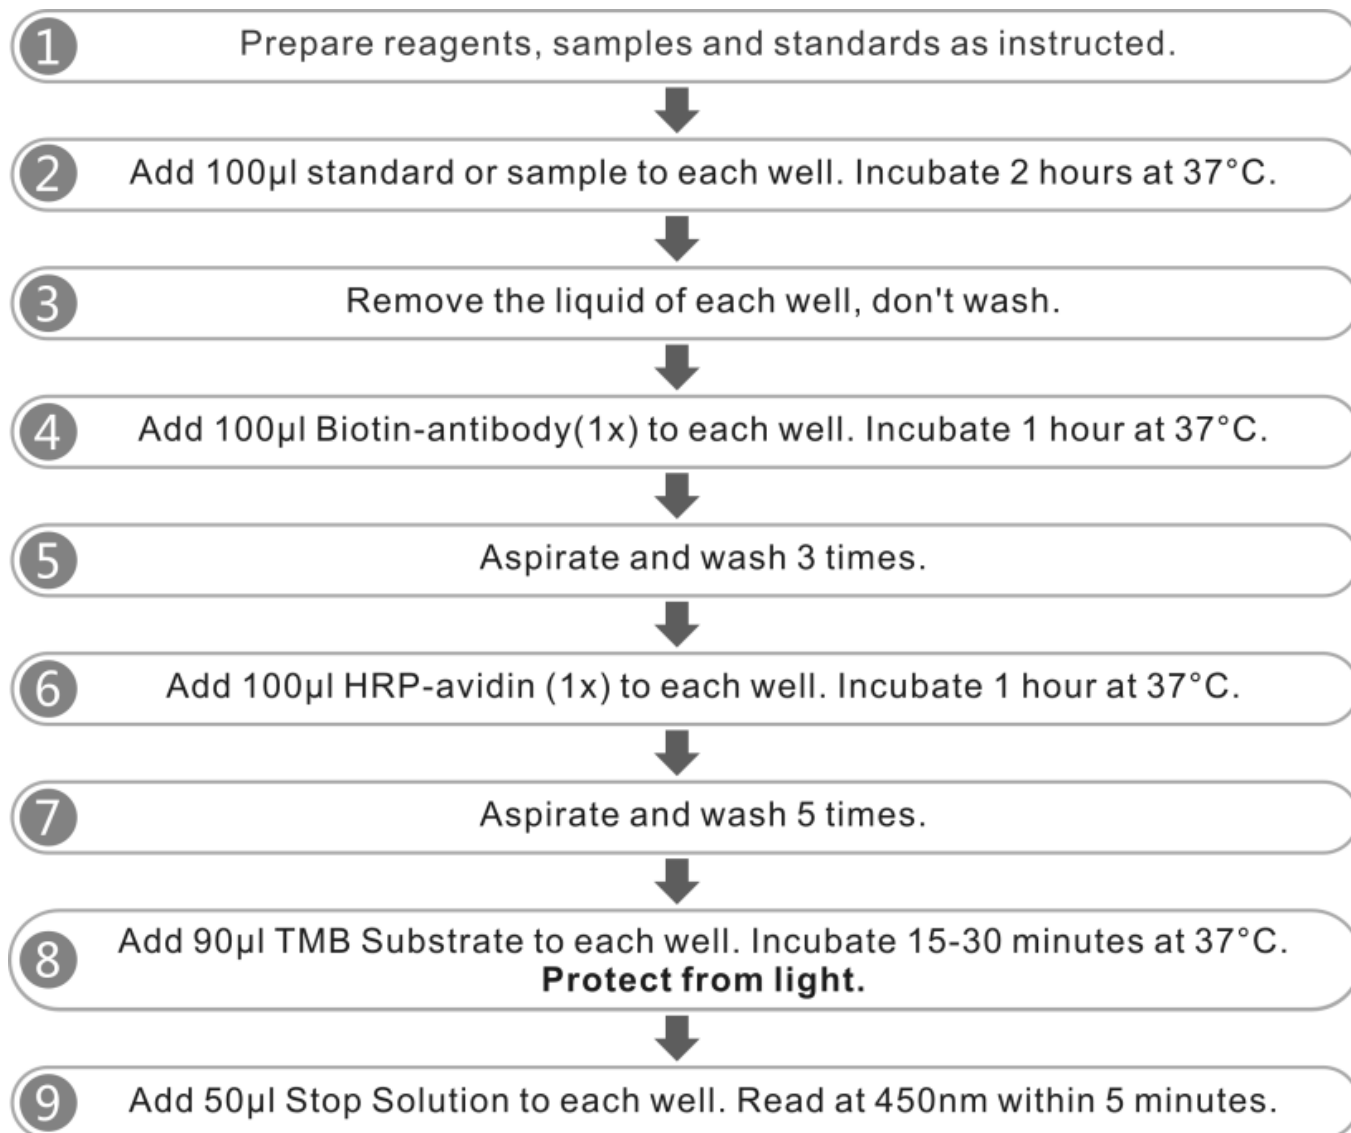 1 Prepare reagents, samples and standards as instructed.
2 Add 100µl standard or sample to each well. Incubate 2 hours at 37°C.
3 Remove the liquid of each well, don't wash.
4 Add 100µl Biotin-antibody(1x) to each well. Incubate 1 hour at 37°C.
5 Aspirate and wash 3 times.
6 Add 100µl HRP-avidin (1x) to each well. Incubate 1 hour at 37°C.
7 Aspirate and wash 5 times.
8 Add 90µl TMB Substrate to each well. Incubate 15-30 minutes at 37°C.
Protect from light.
9 Add 50µl Stop Solution to each well. Read at 450nm within 5 minutes.